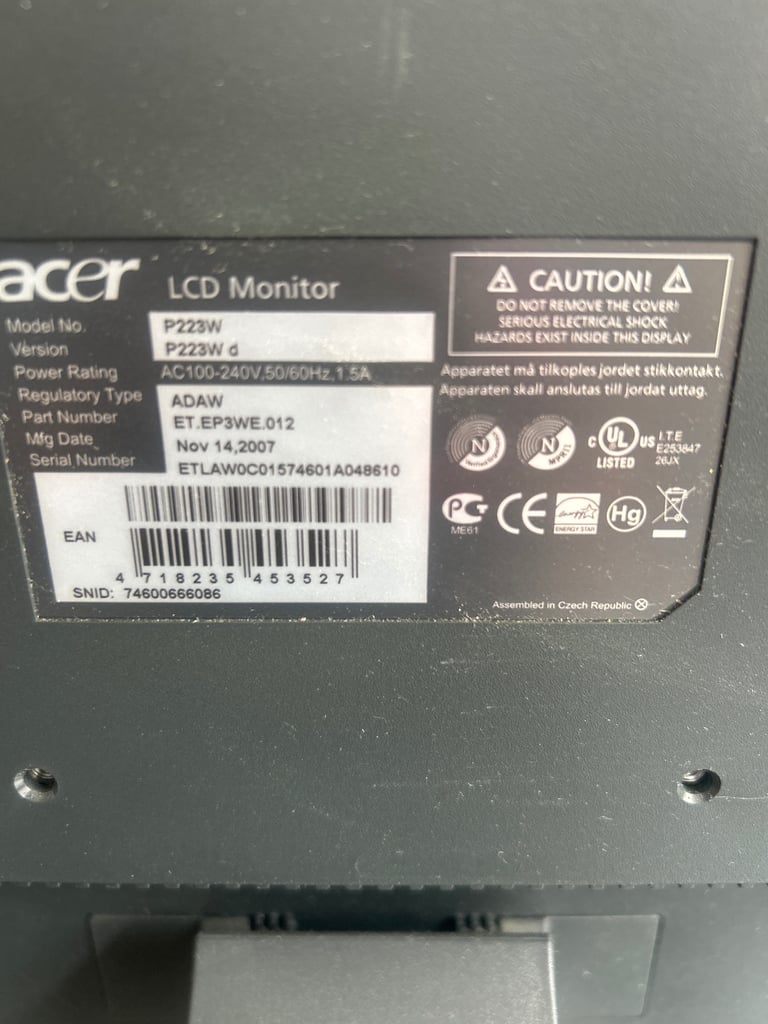 acer LCD Monitor
Model No. P223W
Version P223W d
Power Rating AC100-240V,50/60Hz,1.5A
Regulatory Type ADAW
Part Number ET.EP3WE.012
Mfg Date Nov 14,2007
Serial Number ETLAW0C01574601A048610
EAN
4 718235 453527
SNID: 74600666086
CAUTION!
DO NOT REMOVE THE COVER!
SERIOUS ELECTRICAL SHOCK
HAZARDS EXIST INSIDE THIS DISPLAY
Apparatet må tilkoples jordet stikkontakt.
Apparaten skall anslutas till jordat uttag.
N
N
MPRII
C UL US
LISTED
I.T.E
E253847
26JX
ME61
CE
energy
ENERGY STAR
Hg
Assembled in Czech Republic